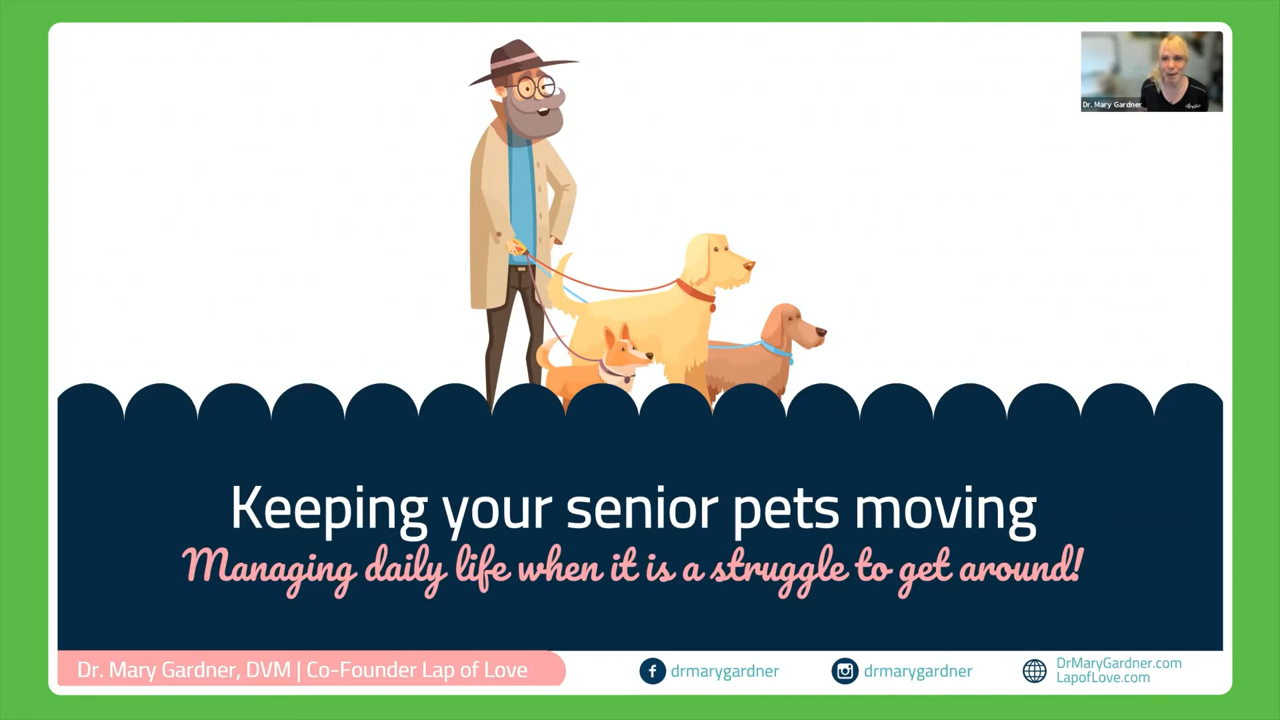 Dr. Mary Gardner
Keeping your senior pets moving
Managing daily life when it is a struggle to get around!
Dr. Mary Gardner, DVM | Co-Founder Lap of Love
drmarygardner
drmarygardner
DrMaryGardner.com
LapofLove.com